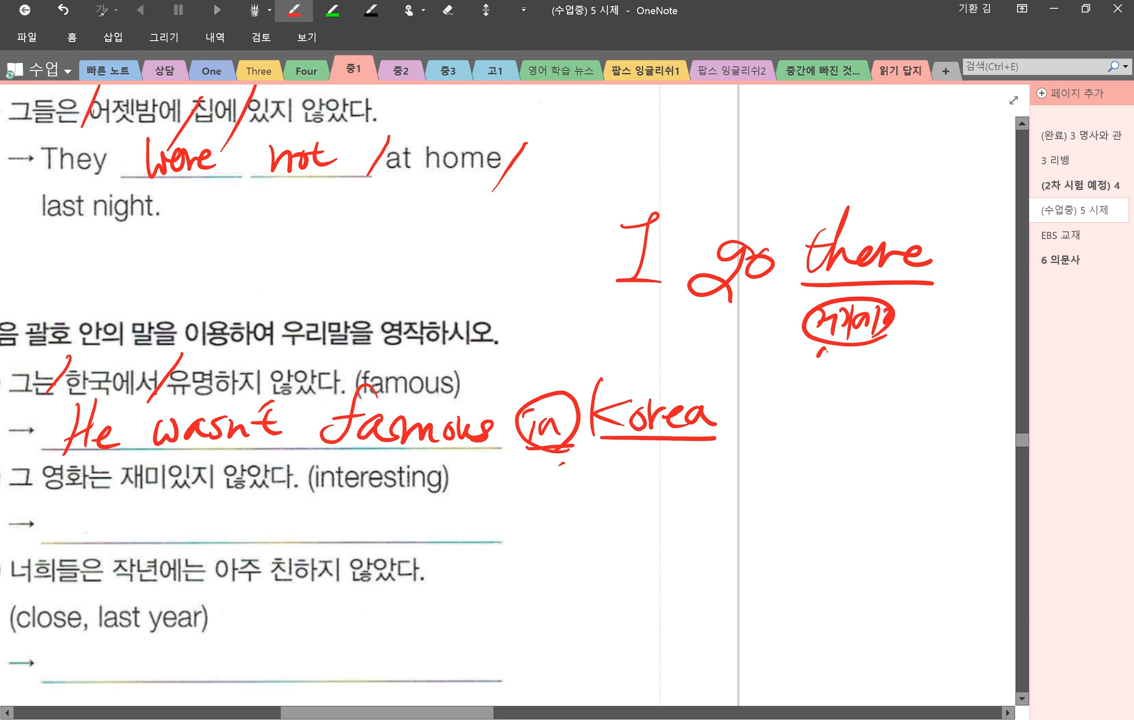 (수업중) 5 시제 - OneNote
기환 김
파일 홈 삽입 그리기 내역 검토 보기
수업 빠른 노트 상담 One Three Four 중1 중2 중3 고1 영어 학습 뉴스 팝스 잉글리쉬1 팝스 잉글리쉬2 중간에 빠진 것... 읽기 답지 + 검색(Ctrl+E)
페이지 추가
(완료) 3 명사와 관
3 리뱅
(2차 시험 예정) 4
(수업중) 5 시제
EBS 교재
6 의문사
그들은 어젯밤에 집에 있지 않았다.
→ They were not at home
last night.
I go there
음 괄호 안의 말을 이용하여 우리말을 영작하시오.
그는 한국에서 유명하지 않았다. (famous)
→ He wasn't famous in Korea
그 영화는 재미있지 않았다. (interesting)
→
너희들은 작년에는 아주 친하지 않았다.
(close, last year)
→